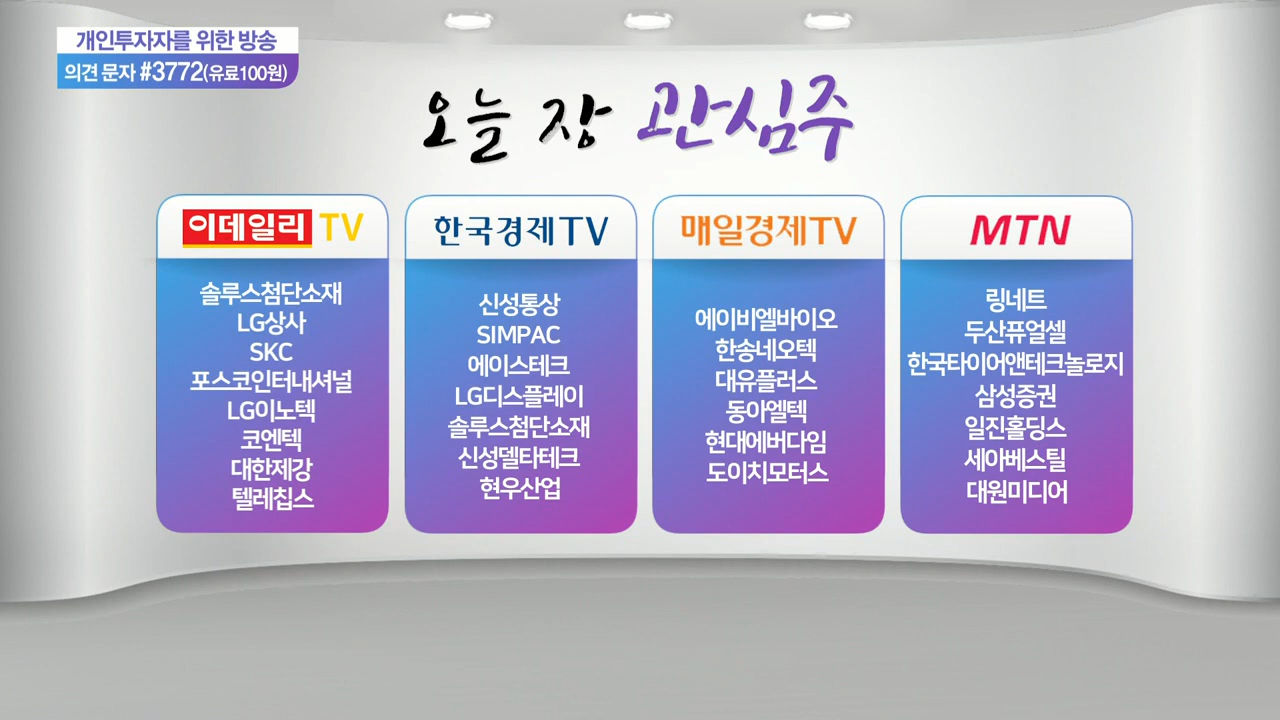 개인투자자를 위한 방송
의견 문자 #3772(유료100원)
오늘 장 관심주
이데일리 TV
솔루스첨단소재
LG상사
SKC
포스코인터내셔널
LG이노텍
코엔텍
대한제강
텔레칩스
한국경제TV
신성통상
SIMPAC
에이스테크
LG디스플레이
솔루스첨단소재
신성델타테크
현우산업
매일경제TV
에이비엘바이오
한송네오텍
대유플러스
동아엘텍
현대에버다임
도이치모터스
MTN
링네트
두산퓨얼셀
한국타이어앤테크놀로지
삼성증권
일진홀딩스
세아베스틸
대원미디어